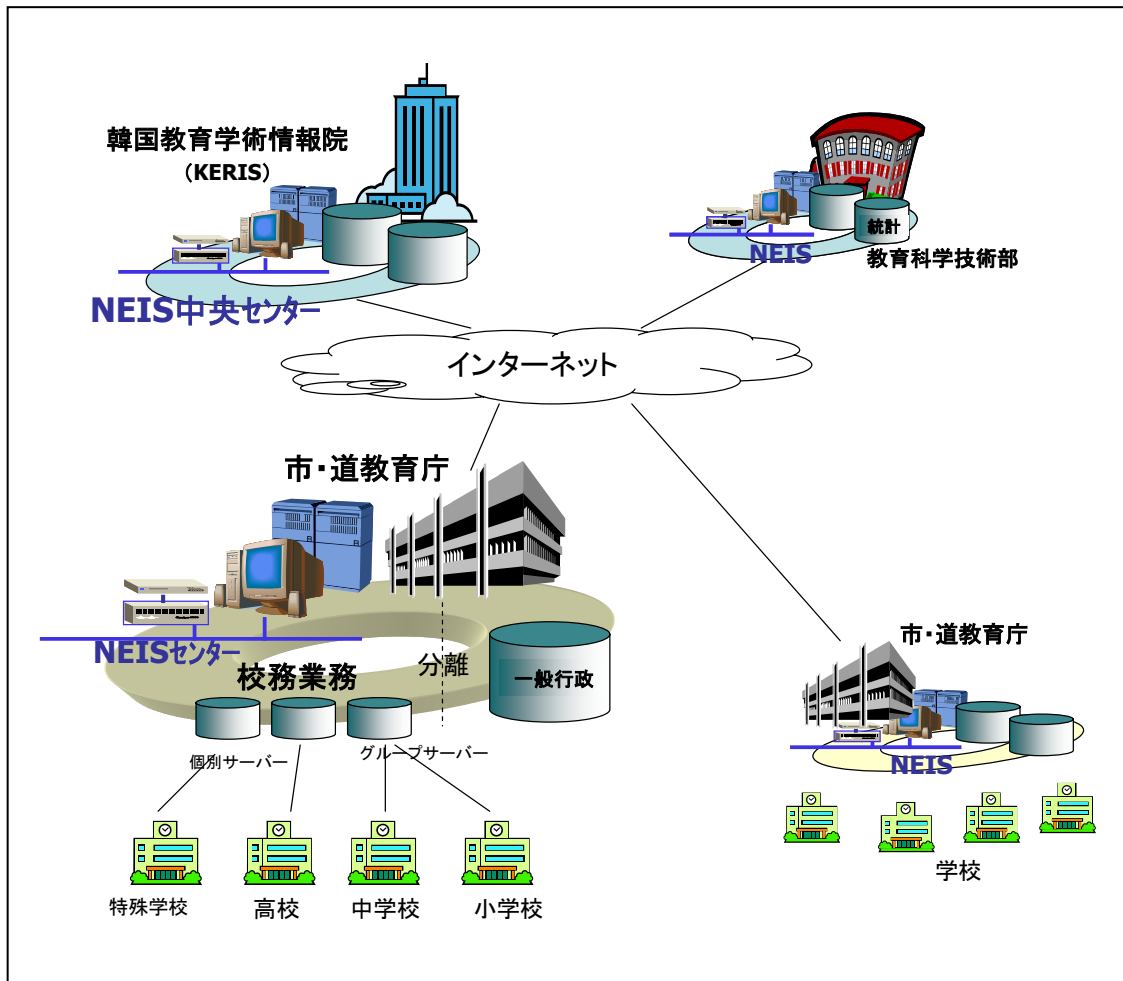 韓国教育学術情報院
（KERIS）
NEIS中央センター
統計
NEIS
教育科学技術部
インターネット
市・道教育庁
NEISセンター
校務業務
分離
一般行政
個別サーバー
グループサーバー
特殊学校
高校
中学校
小学校
市・道教育庁
NEIS
学校